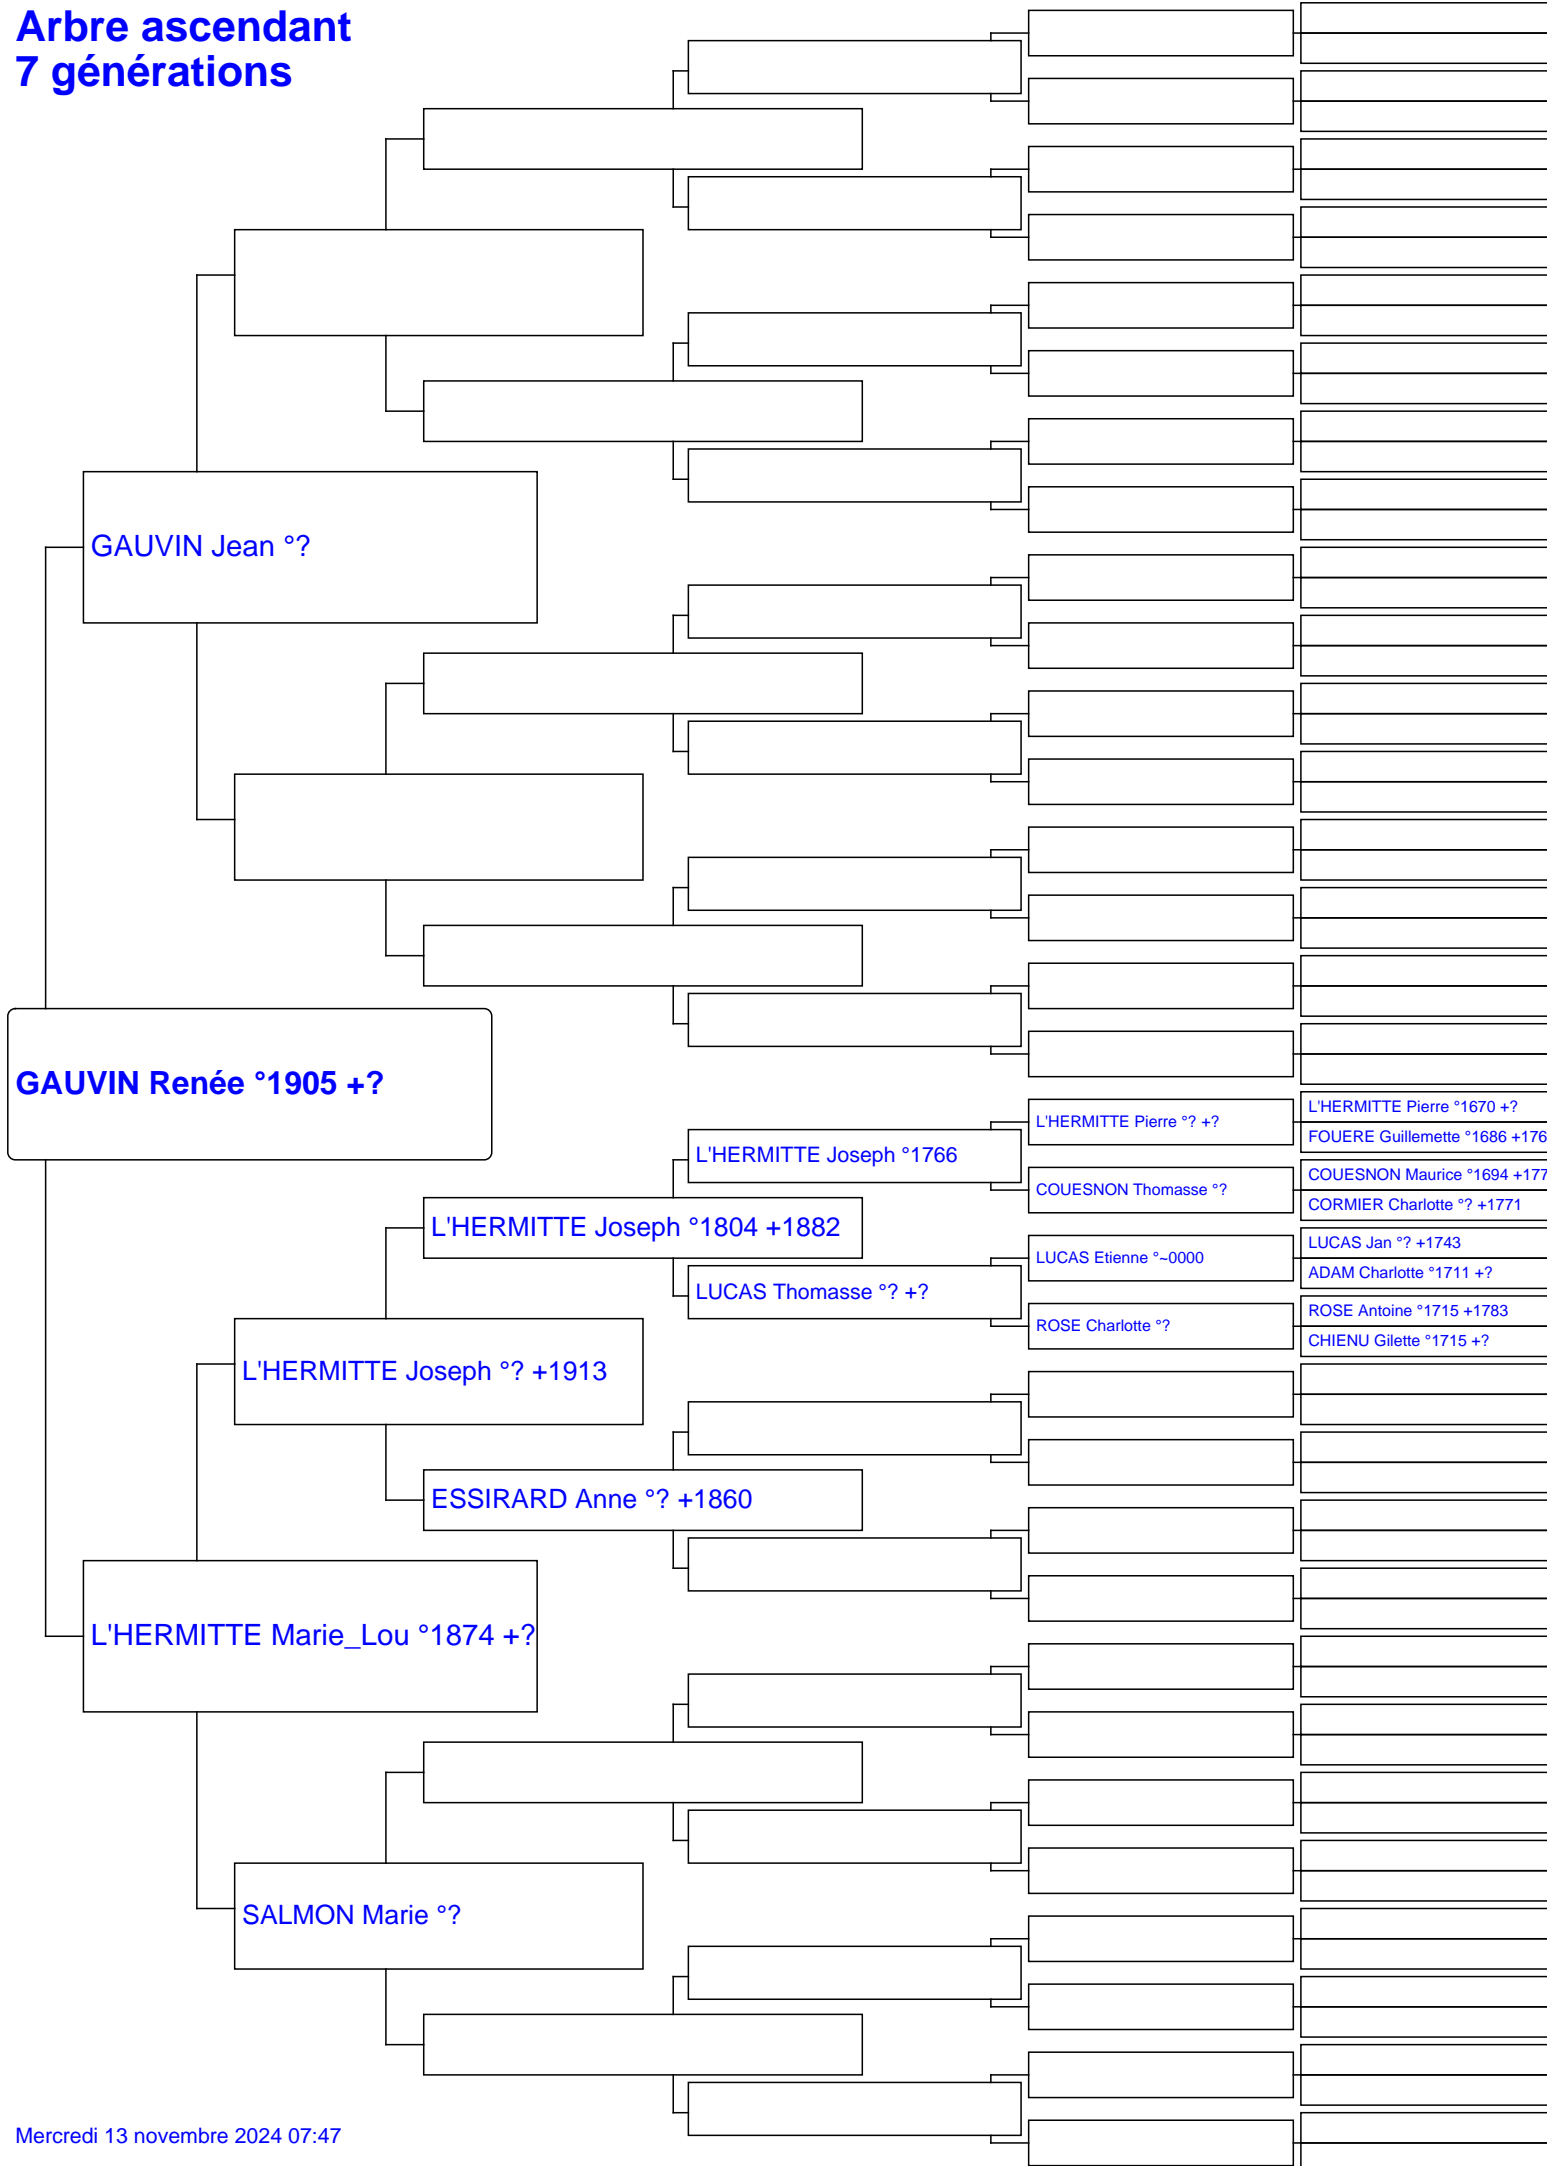 Arbre ascendant
7 générations
GAUVIN Jean °?
GAUVIN Renée °1905 +?
L'HERMITTE Pierre °? +?
L'HERMITTE Pierre °1670 +?
FOUERE Guillemette °1686 +176
L'HERMITTE Joseph °1766
COUESNON Thomasse °?
COUESNON Maurice °1694 +177
CORMIER Charlotte °? +1771
L'HERMITTE Joseph °1804 +1882
LUCAS Etienne °~0000
LUCAS Jan °? +1743
ADAM Charlotte °1711 +?
LUCAS Thomasse °? +?
ROSE Charlotte °?
ROSE Antoine °1715 +1783
CHIENU Gilette °1715 +?
L'HERMITTE Joseph °? +1913
ESSIRARD Anne °? +1860
L'HERMITTE Marie_Lou °1874 +?
SALMON Marie °?
Mercredi 13 novembre 2024 07:47